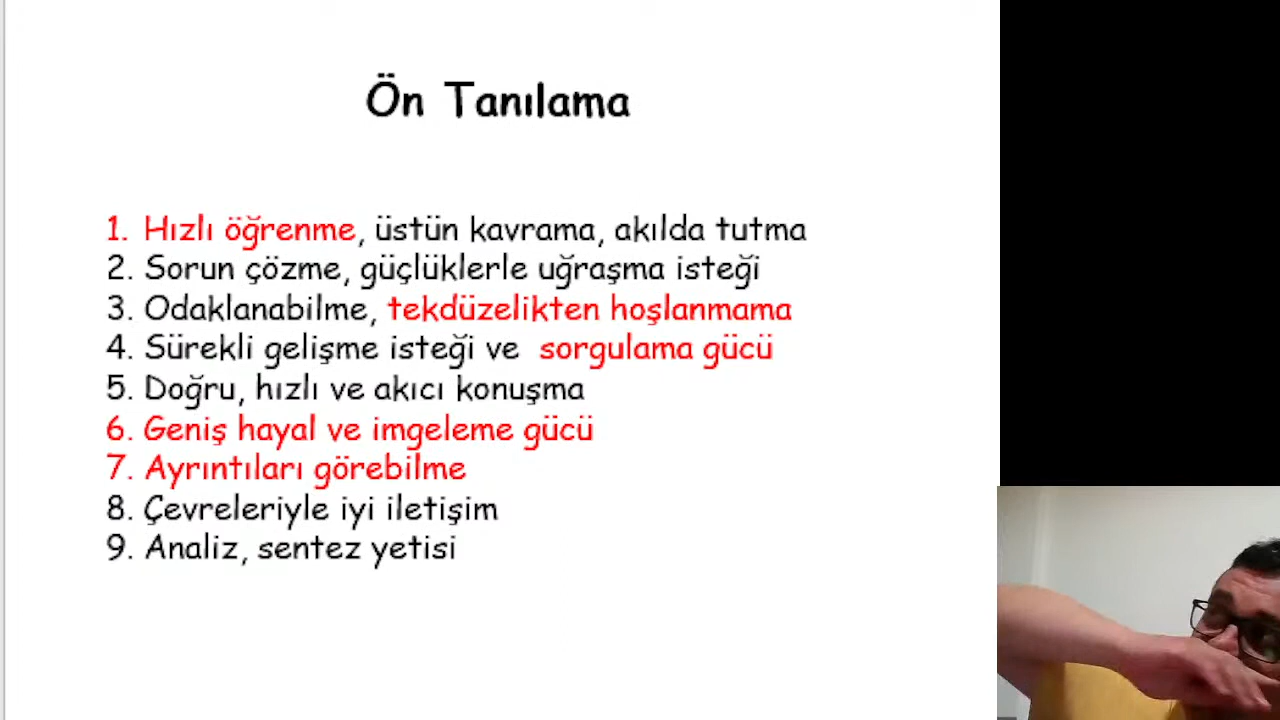 Ön Tanılama
1. Hızlı öğrenme, üstün kavrama, akılda tutma
2. Sorun çözme, güçlüklerle uğraşma isteği
3. Odaklanabilme, tekdüzelikten hoşlanmama
4. Sürekli gelişme isteği ve sorgulama gücü
5. Doğru, hızlı ve akıcı konuşma
6. Geniş hayal ve imgeleme gücü
7. Ayrıntıları görebilme
8. Çevreleriyle iyi iletişim
9. Analiz, sentez yetisi